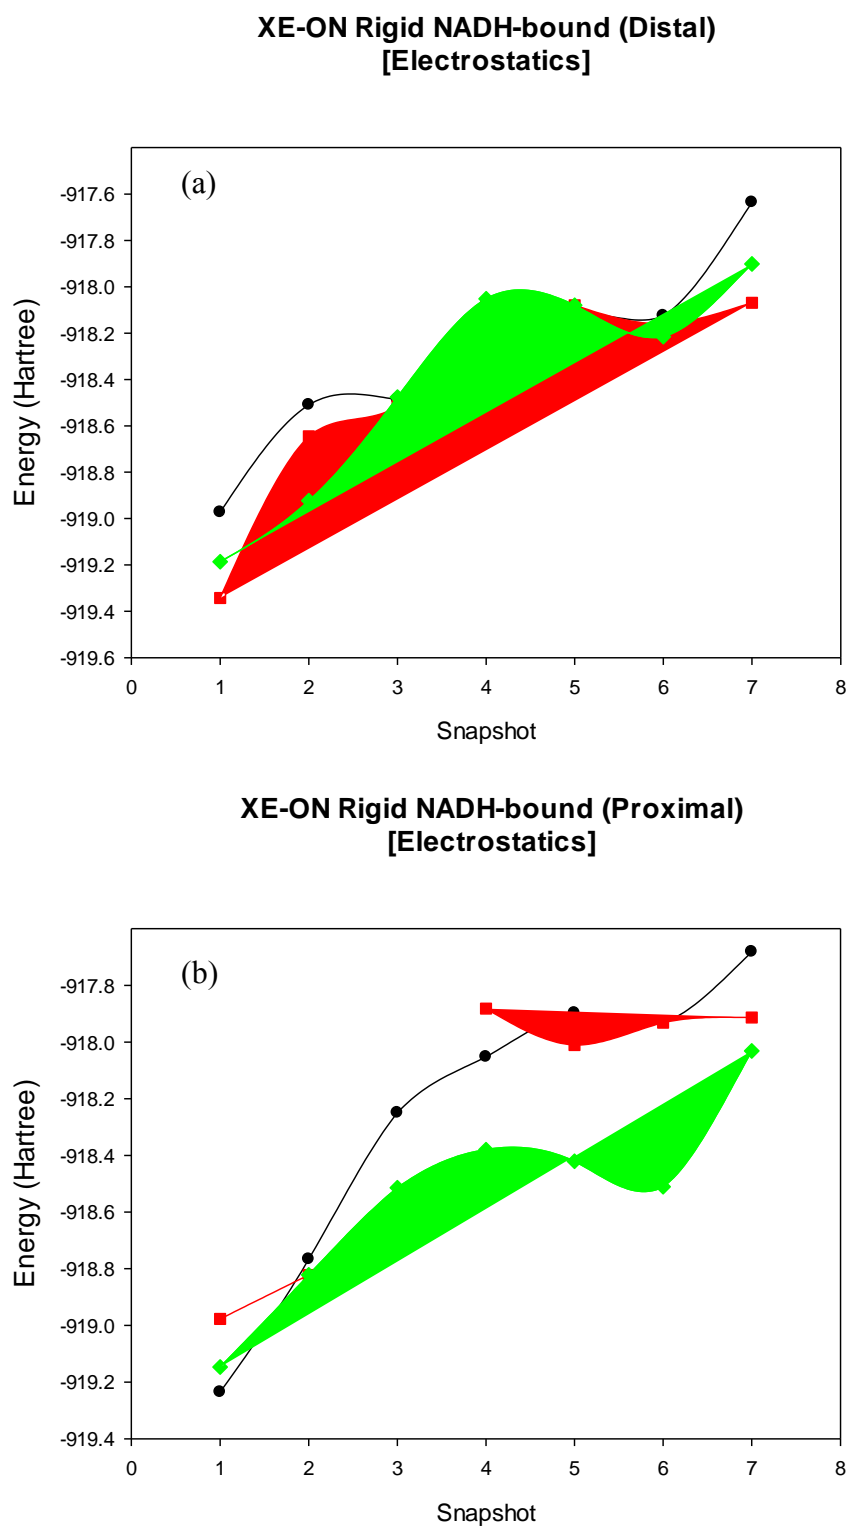 XE-ON Rigid NADH-bound (Distal)
[Electrostatics]
(a)
Energy (Hartree)
-917.6
-917.8
-918.0
-918.2
-918.4
-918.6
-918.8
-919.0
-919.2
-919.4
-919.6
0 1 2 3 4 5 6 7 8
Snapshot
XE-ON Rigid NADH-bound (Proximal)
[Electrostatics]
(b)
Energy (Hartree)
-917.8
-918.0
-918.2
-918.4
-918.6
-918.8
-919.0
-919.2
-919.4
0 1 2 3 4 5 6 7 8
Snapshot